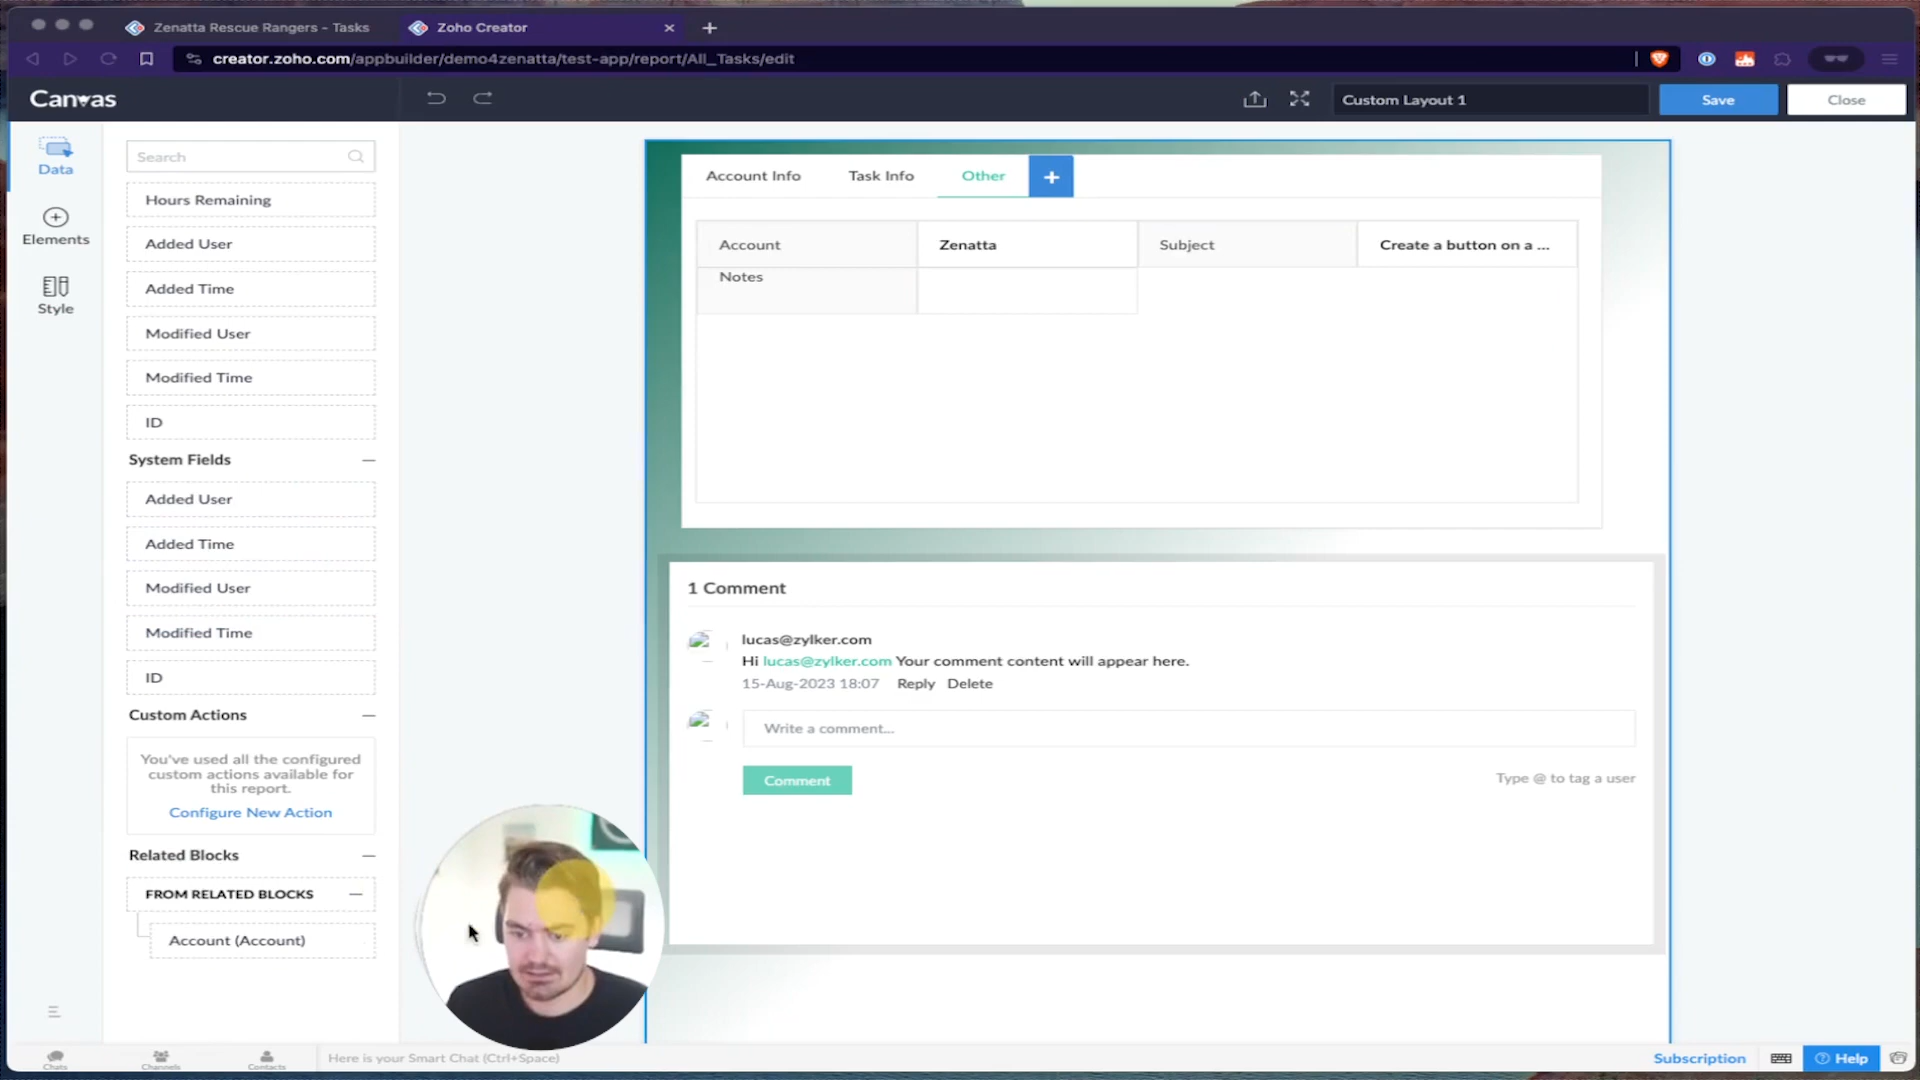 Zenatta Rescue Rangers - Tasks
Zoho Creator
creator.zoho.com/appbuilder/demo4zenatta/test-app/report/All_Tasks/edit
Canvas
Custom Layout 1
Save
Close
Data
Elements
Style
Search
Hours Remaining
Added User
Added Time
Modified User
Modified Time
ID
System Fields
Added User
Added Time
Modified User
Modified Time
ID
Custom Actions
You've used all the configured
custom actions available for
this report.
Configure New Action
Related Blocks
FROM RELATED BLOCKS
Account (Account)
Account Info
Task Info
Other
Account
Zenatta
Subject
Create a button on a ...
Notes
1 Comment
lucas@zylker.com
Hi lucas@zylker.com Your comment content will appear here.
15-Aug-2023 18:07 Reply Delete
Write a comment...
Comment
Type @ to tag a user
Chats
Channels
Contacts
Here is your Smart Chat (Ctrl+Space)
Subscription
Help